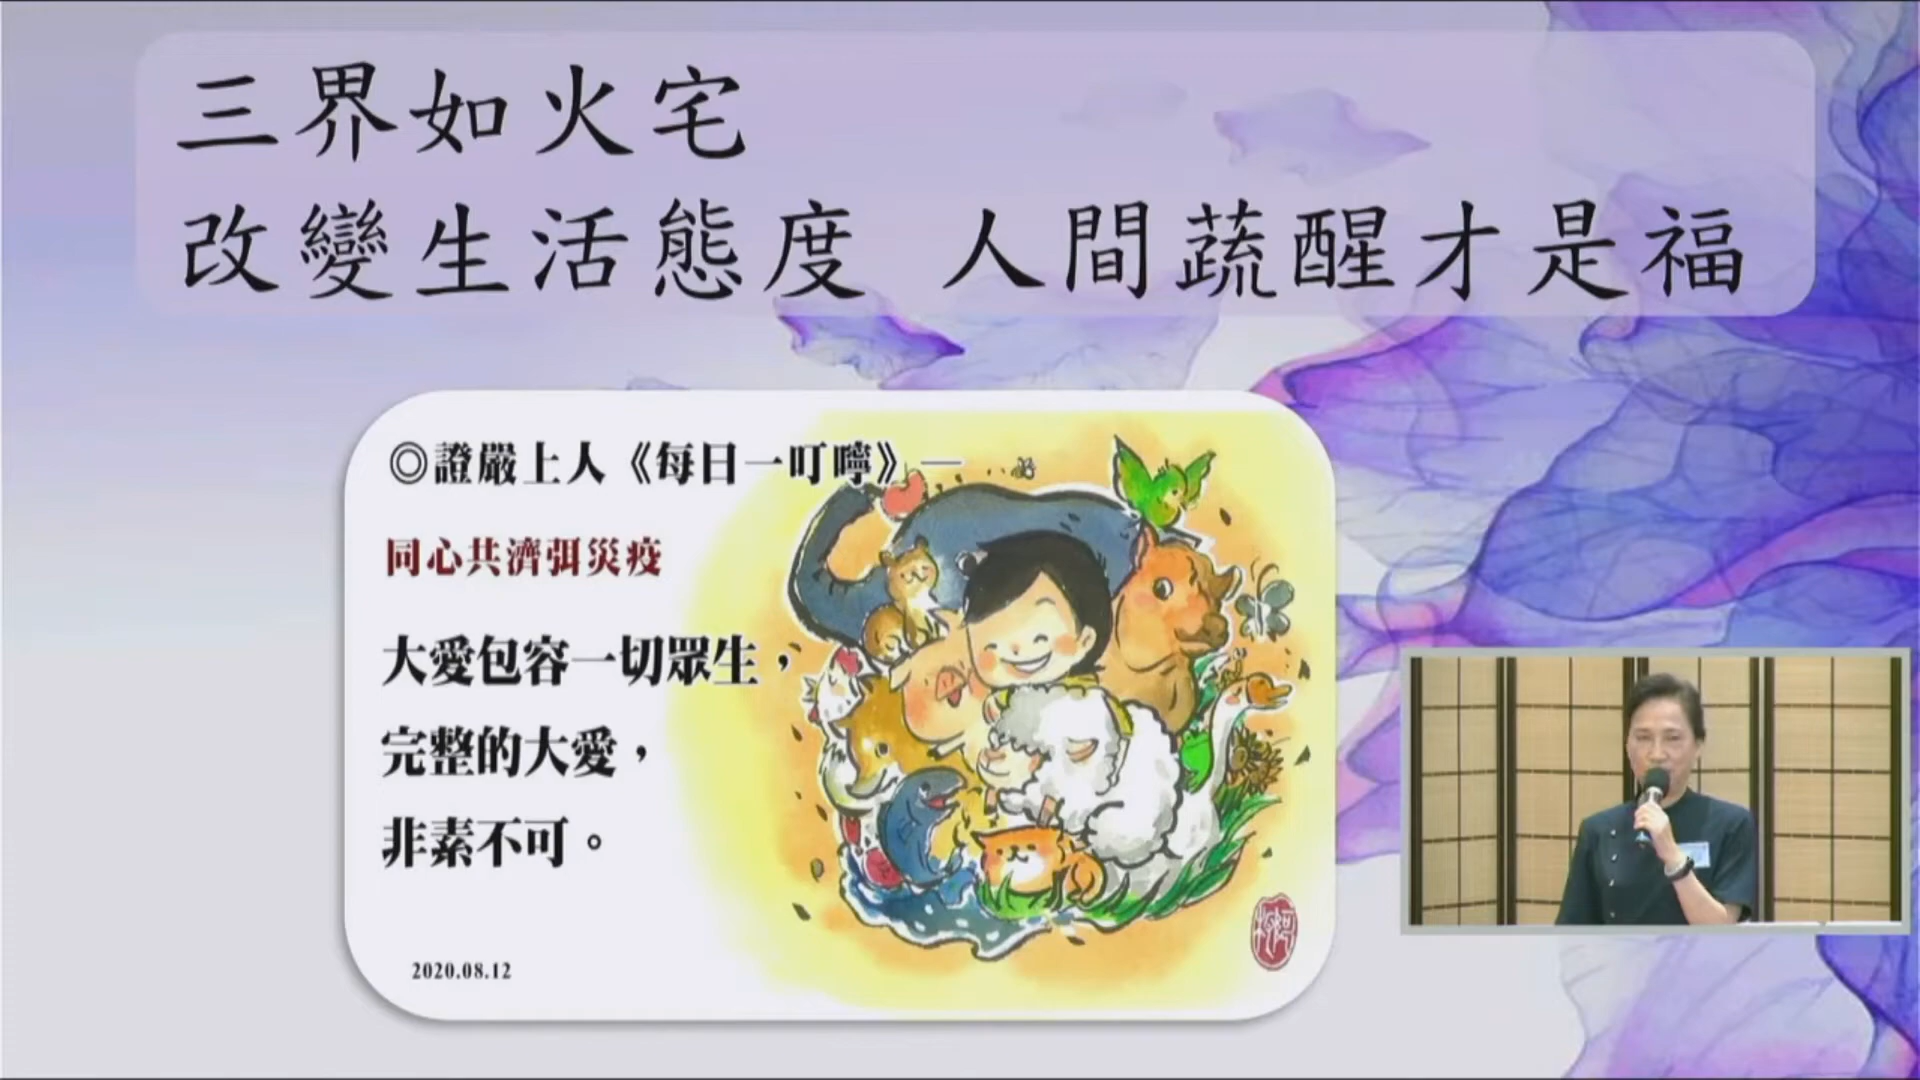 三界如火宅
改變生活態度 人間蔬醒才是福
◎證嚴上人《每日一叮嚀》—
同心共濟弭災疫
大愛包容一切眾生，
完整的大愛，
非素不可。
2020.08.12